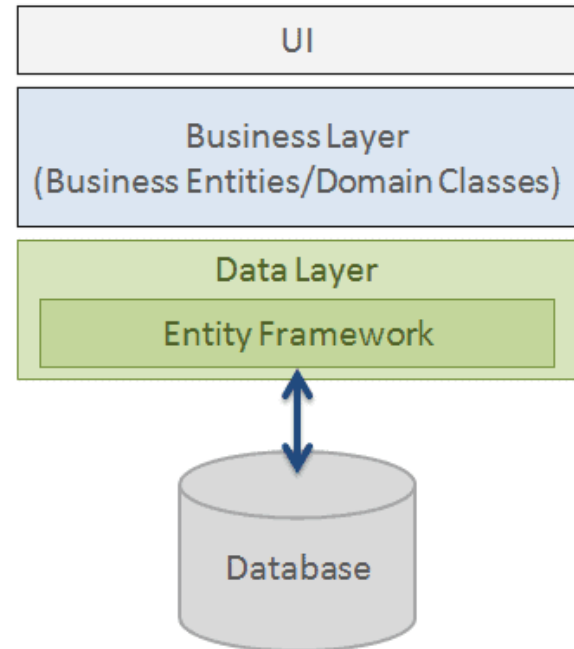 UI
Business Layer
(Business Entities/Domain Classes)
Data Layer
Entity Framework
Database